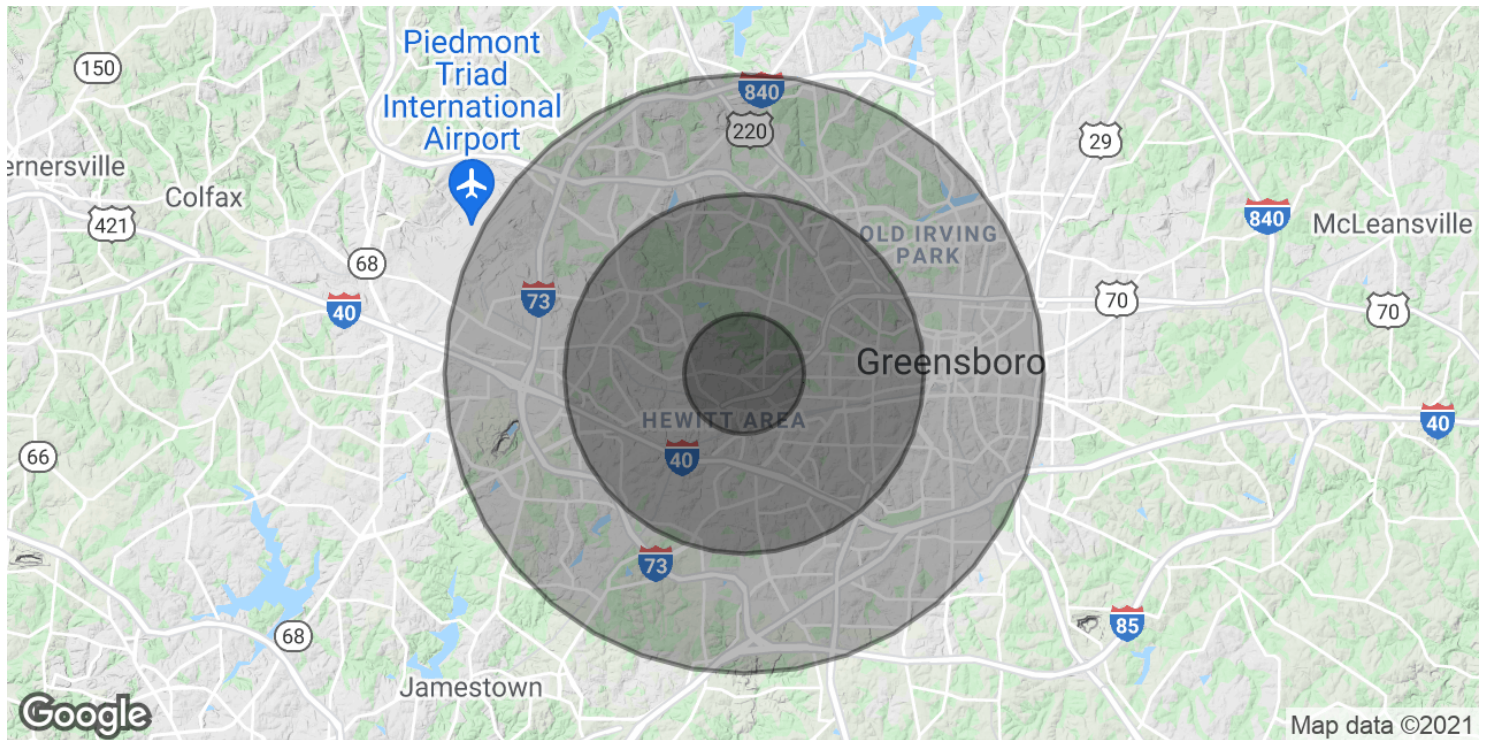 150
Piedmont
Triad
International
Airport
840
220
29
ernersville
Colfax
421
840
McLeansville
OLD IRVING
PARK
68
73
40
70
70
Greensboro
HEWITT AREA
40
40
66
73
85
68
Jamestown
Google
Map data ©2021